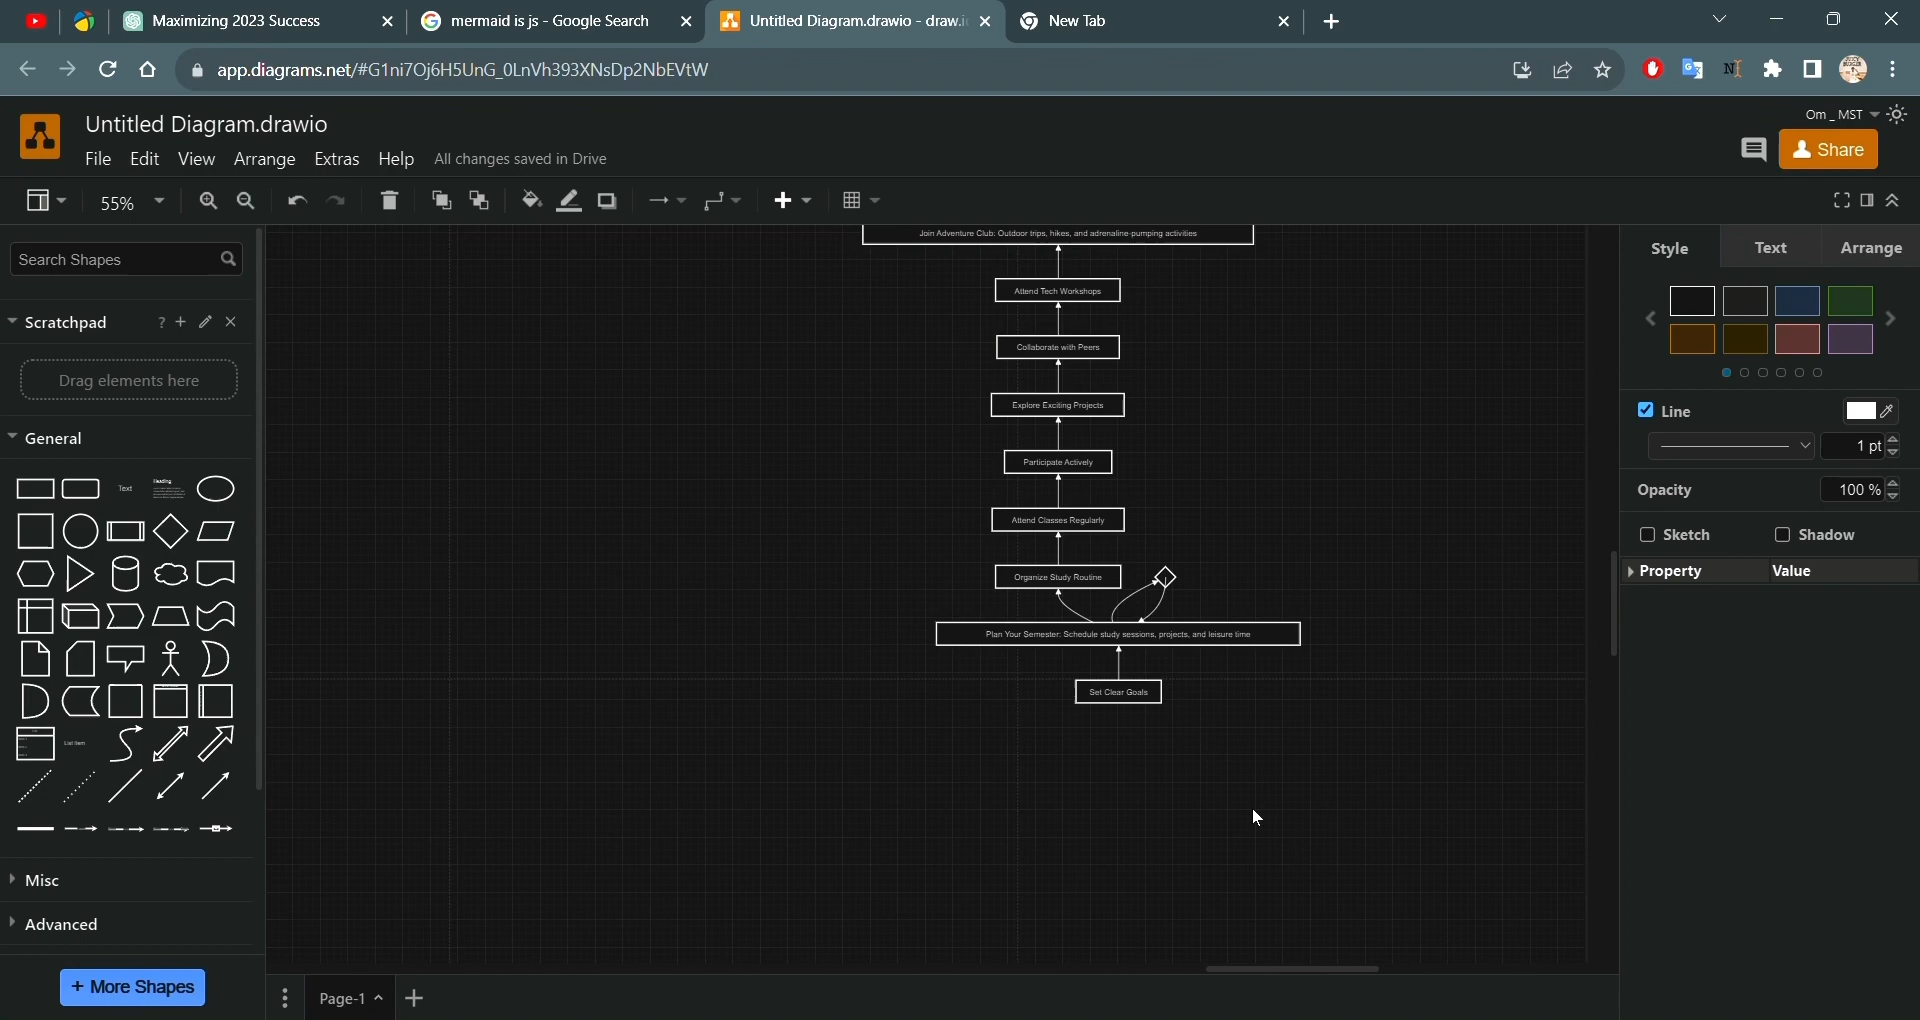 Maximizing 2023 Success
mermaid is js - Google Search
Untitled Diagram.drawio - draw.i
New Tab
app.diagrams.net/#G1ni7Oj6H5UnG_0LnVh393XNsDp2NbEVtW
Untitled Diagram.drawio
Om _ MST
File Edit View Arrange Extras Help All changes saved in Drive
Share
55%
Search Shapes
Scratchpad
?
Drag elements here
General
Text
Heading
List Item
Misc
Advanced
+ More Shapes
Join Adventure Club: Outdoor trips, hikes, and adrenaline-pumping activities
Attend Tech Workshops
Collaborate with Peers
Explore Exciting Projects
Participate Actively
Attend Classes Regularly
Organize Study Routine
Plan Your Semester: Schedule study sessions, projects, and leisure time
Set Clear Goals
Page-1
Style Text Arrange
Line
1 pt
Opacity 100 %
Sketch Shadow
Property Value